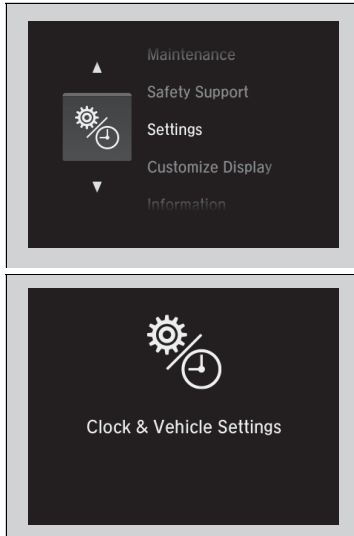 Maintenance
Safety Support
Settings
Customize Display
Information
Clock & Vehicle Settings